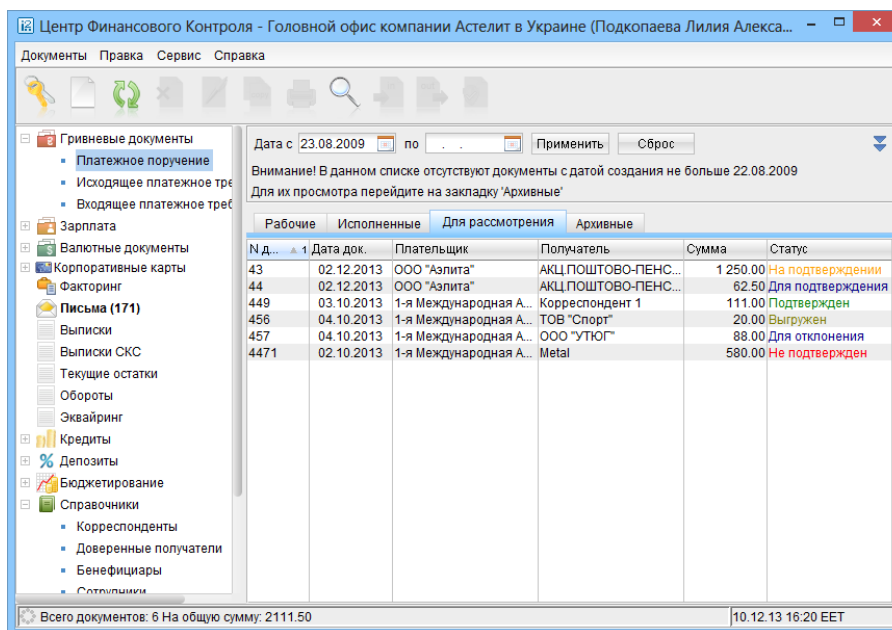 Центр Финансового Контроля - Головной офис компании Астелит в Украине (Подкопаева Лилия Алекса...
Документы Правка Сервис Справка
Гривневые документы
Платежное поручение
Исходящее платежное тре
Входящее платежное треб
Зарплата
Валютные документы
Корпоративные карты
Факторинг
Письма (171)
Выписки
Выписки СКС
Текущие остатки
Обороты
Эквайринг
Кредиты
Депозиты
Бюджетирование
Справочники
Корреспонденты
Доверенные получатели
Бенефициары
Сотрудники
Дата с 23.08.2009 по . . Применить Сброс
Внимание! В данном списке отсутствуют документы с датой создания не больше 22.08.2009
Для их просмотра перейдите на закладку 'Архивные'
Рабочие Исполненные Для рассмотрения Архивные
N д... 1 Дата док. Плательщик Получатель Сумма Статус
43 02.12.2013 ООО "Аэлита" АКЦ.ПОШТОВО-ПЕНС... 1 250.00 На подтверждении
44 02.12.2013 ООО "Аэлита" АКЦ.ПОШТОВО-ПЕНС... 62.50 Для подтверждения
449 03.10.2013 1-я Международная А... Корреспондент 1 111.00 Подтвержден
456 04.10.2013 1-я Международная А... ТОВ "Спорт" 20.00 Выгружен
457 04.10.2013 1-я Международная А... ООО "УТЮГ" 88.00 Для отклонения
4471 02.10.2013 1-я Международная А... Metal 580.00 Не подтвержден
Всего документов: 6 На общую сумму: 2111.50
10.12.13 16:20 EET